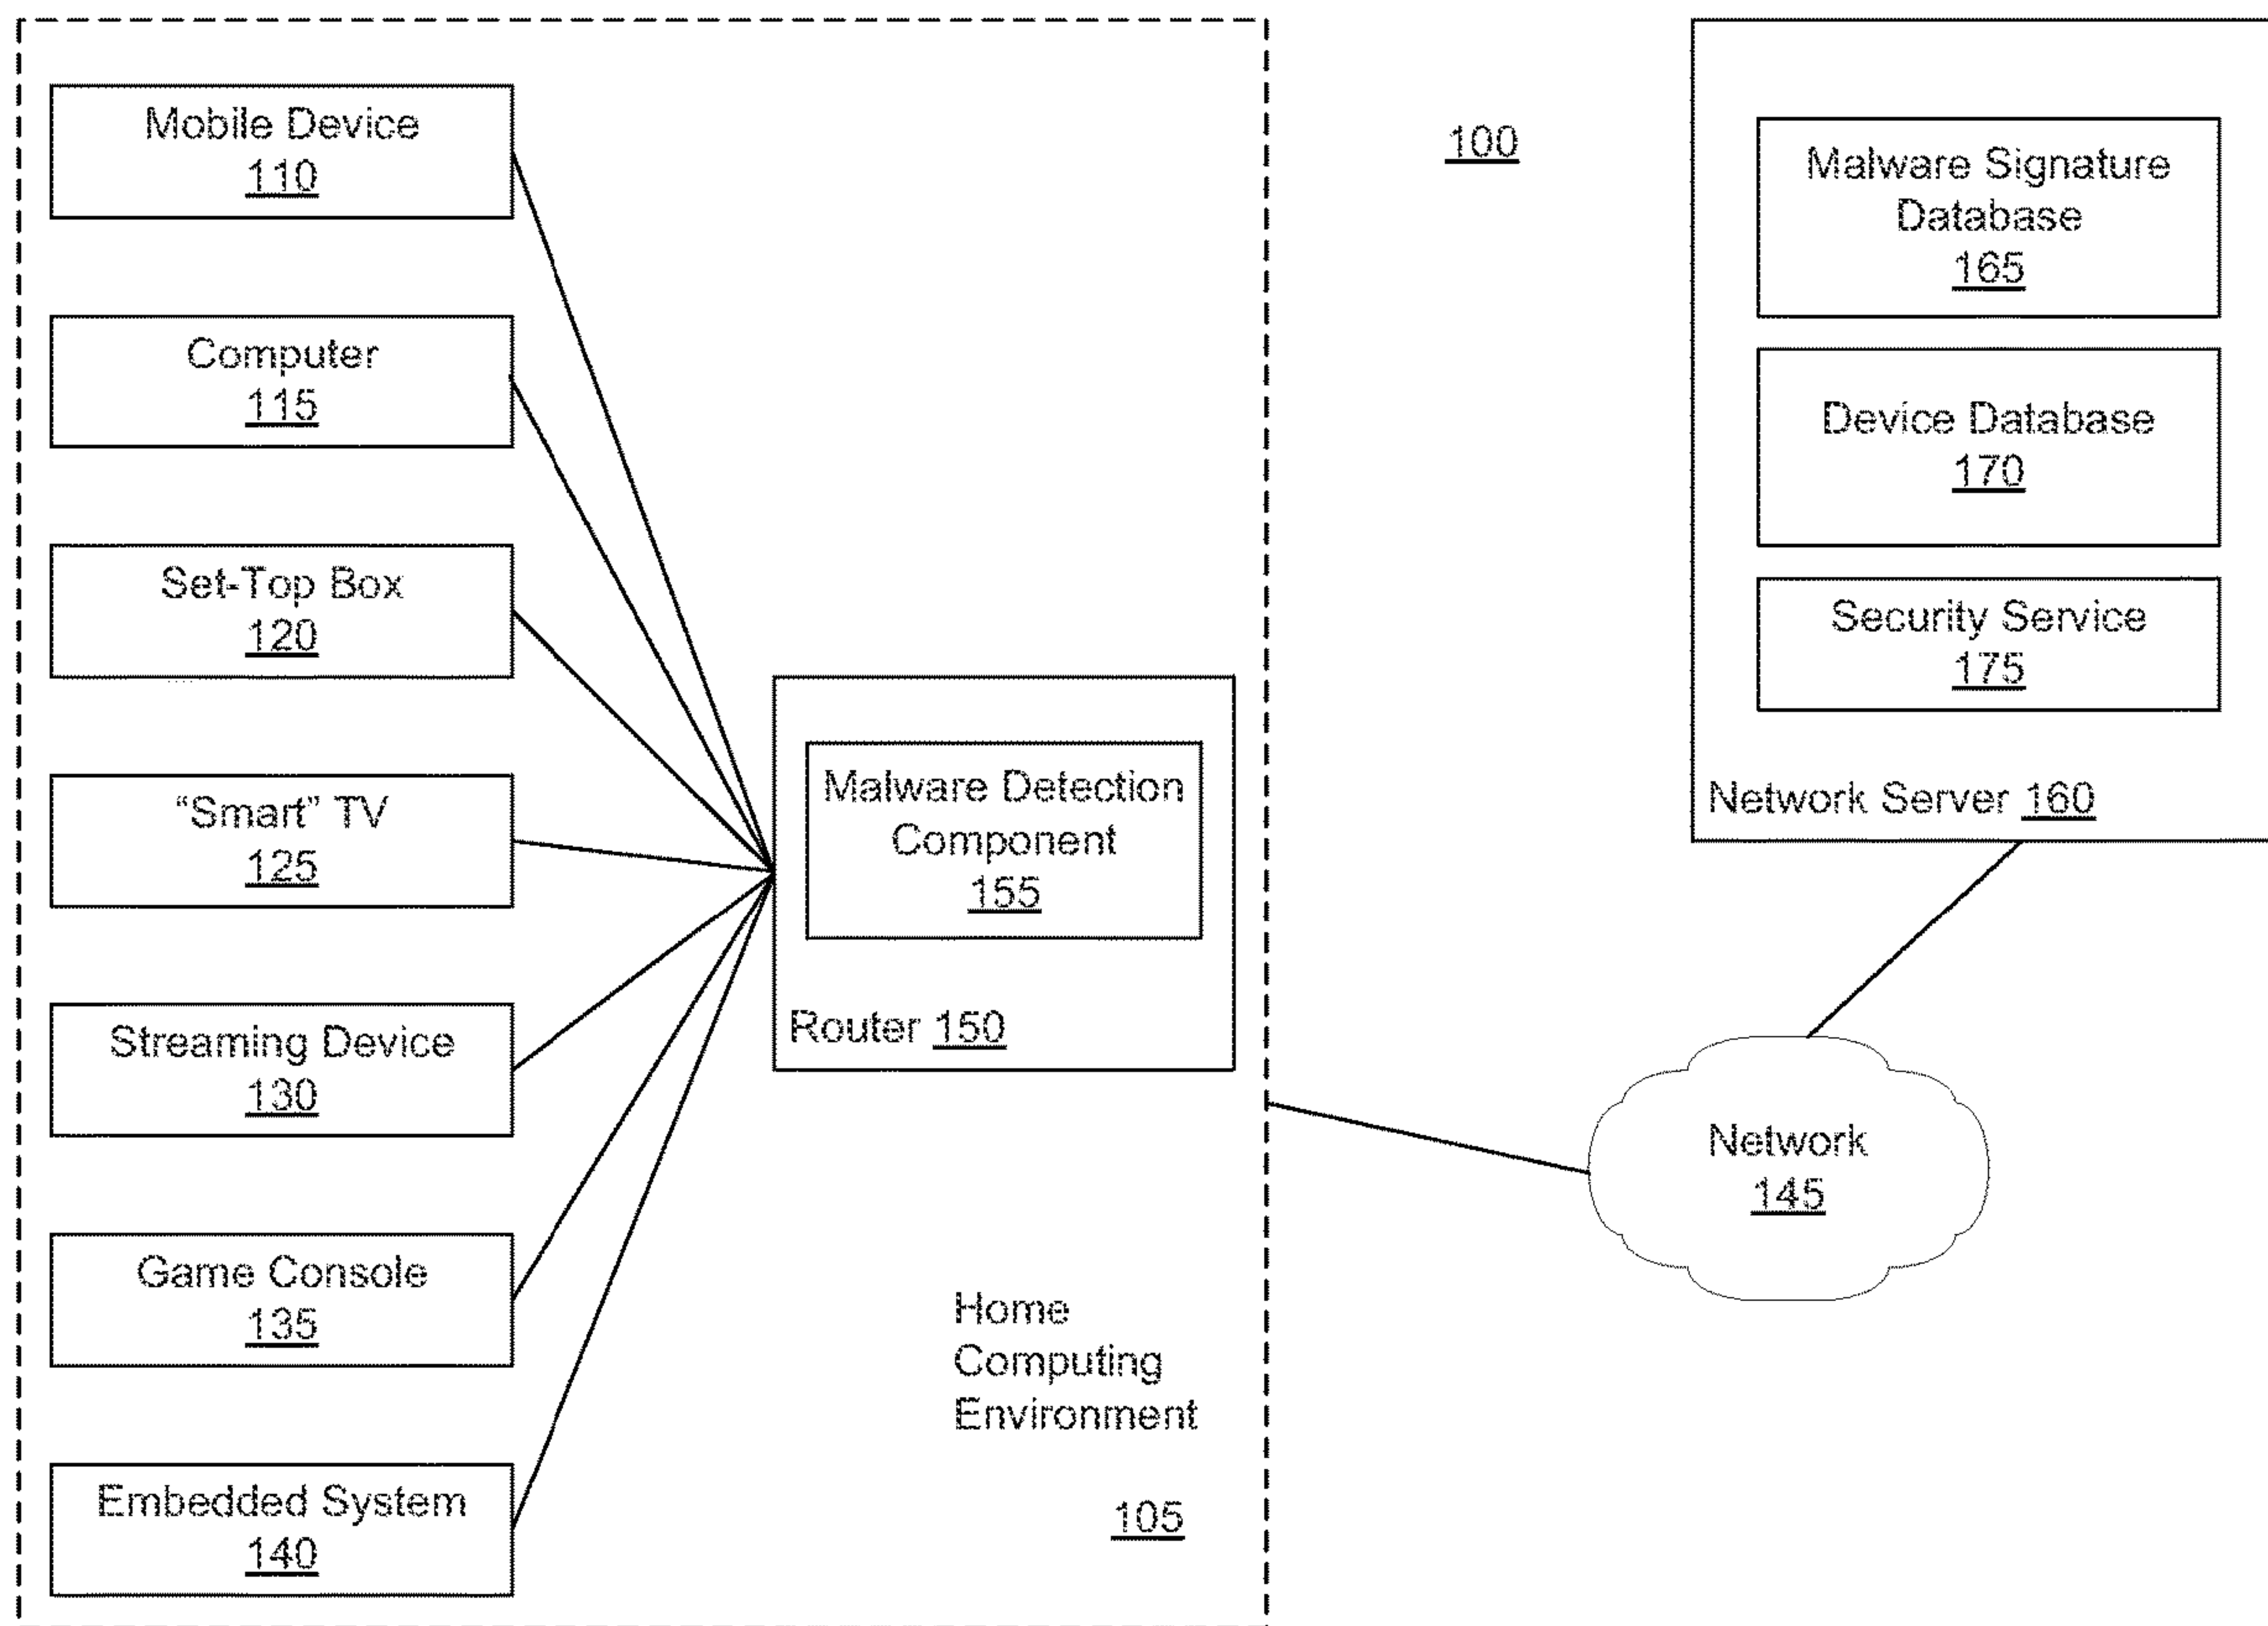 Mobile Device
110
Computer
115
Set-Top Box
120
“Smart” TV
125
Streaming Device
130
Game Console
135
Embedded System
140
Malware Detection
Component
155
Router 150
Home
Computing
Environment
105
100
Malware Signature
Database
165
Device Database
170
Security Service
175
Network Server 160
Network
145